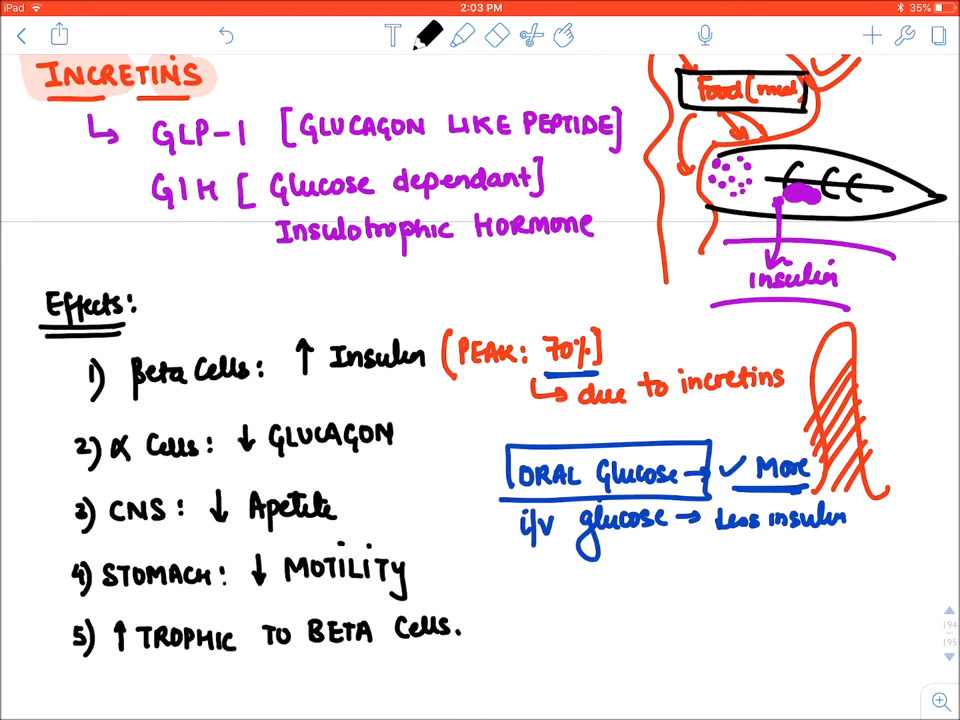 iPad
2:03 PM
35%
T
INCRETINS
Food (meal)
GLP-1 [GLUCAGON LIKE PEPTIDE]
GIH [Glucose dependant]
Insulotrophic HORMONE
Insulin
Effects:
1) Beta Cells: ↑ Insulin (PEAK: 70%]
↳ due to incretins
2) α Cells: ↓ GLUCAGON
ORAL Glucose → ✓ More
3) CNS: ↓ Apetite
i/v glucose → Less insulin
4) STOMACH: ↓ MOTILITY
5) ↑ TROPHIC TO BETA Cells.
194
195